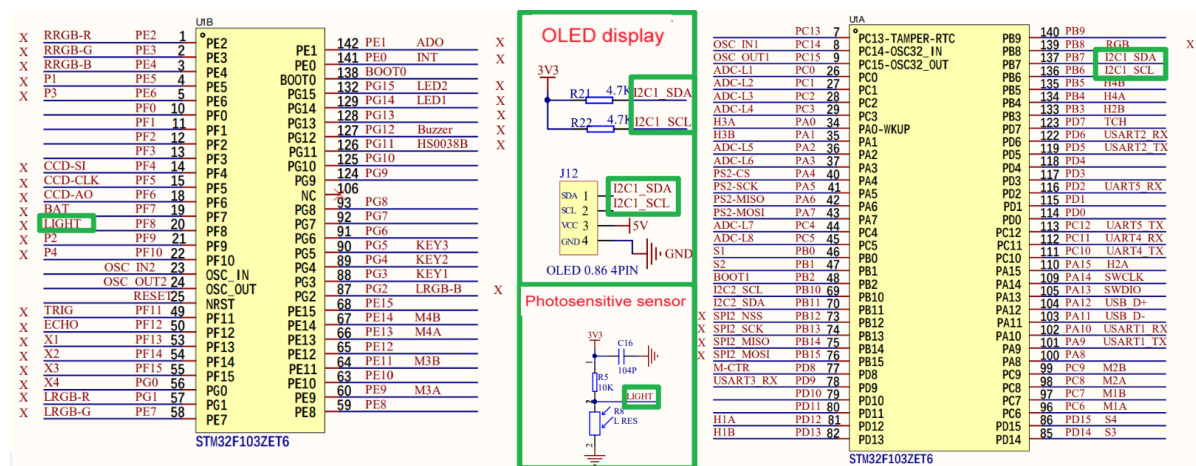 U1B
X RRGB-R PE2 1 PE2
X RRGB-G PE3 2 PE3
X RRGB-B PE4 3 PE4
X P1 PE5 4 PE5
X P3 PE6 5 PE6
PF0 10 PF0
PF1 11 PF1
PF2 12 PF2
PF3 13 PF3
X CCD-SI PF4 14 PF4
X CCD-CLK PF5 15 PF5
X CCD-AO PF6 18 PF6
X BAT PF7 19 PF7
X LIGHT PF8 20 PF8
X P2 PF9 21 PF9
X P4 PF10 22 PF10
OSC IN2 23 OSC_IN
OSC OUT2 24 OSC_OUT
RESET 25 NRST
X TRIG PF11 49 PF11
X ECHO PF12 50 PF12
X X1 PF13 53 PF13
X X2 PF14 54 PF14
X X3 PF15 55 PF15
X X4 PG0 56 PG0
X LRGB-R PG1 57 PG1
X LRGB-G PE7 58 PE7
PE1 142 PE1 ADO X
PE0 141 PE0 INT X
BOOT0 138 BOOT0
PG15 132 PG15 LED2 X
PG14 129 PG14 LED1 X
PG13 128 PG13 X
PG12 127 PG12 Buzzer X
PG11 126 PG11 HS0038B X
PG10 125 PG10
PG9 124 PG9
NC 106
PG8 93 PG8
PG7 92 PG7
PG6 91 PG6
PG5 90 PG5 KEY3
PG4 89 PG4 KEY2
PG3 88 PG3 KEY1
PG2 87 PG2 LRGB-B X
PE15 68 PE15
PE14 67 PE14 M4B
PE13 66 PE13 M4A
PE12 65 PE12
PE11 64 PE11 M3B
PE10 63 PE10
PE9 60 PE9 M3A
PE8 59 PE8
STM32F103ZET6
OLED display
3V3
R21 4.7K I2C1_SDA
R22 4.7K I2C1 SCL
J12
SDA 1 I2C1_SDA
SCL 2 I2C1_SCL
VCC 3 5V
GND 4 GND
OLED 0.86 4PIN
Photosensitive sensor
3V3
C16
104P
1
R5
10K
LIGHT
2
R8
L RES
2
U1A
PC13 7 PC13-TAMPER-RTC
OSC IN1 PC14 8 PC14-OSC32_IN
OSC OUT1 PC15 9 PC15-OSC32_OUT
ADC-L1 PC0 26 PC0
ADC-L2 PC1 27 PC1
ADC-L3 PC2 28 PC2
ADC-L4 PC3 29 PC3
H3A PA0 34 PA0-WKUP
H3B PA1 35 PA1
ADC-L5 PA2 36 PA2
ADC-L6 PA3 37 PA3
PS2-CS PA4 40 PA4
PS2-SCK PA5 41 PA5
PS2-MISO PA6 42 PA6
PS2-MOSI PA7 43 PA7
ADC-L7 PC4 44 PC4
ADC-L8 PC5 45 PC5
S1 PB0 46 PB0
S2 PB1 47 PB1
BOOT1 PB2 48 PB2
I2C2_SCL PB10 69 PB10
I2C2_SDA PB11 70 PB11
X SPI2_NSS PB12 73 PB12
X SPI2_SCK PB13 74 PB13
X SPI2_MISO PB14 75 PB14
X SPI2_MOSI PB15 76 PB15
M-CTR PD8 77 PD8
USART3 RX PD9 78 PD9
PD10 79 PD10
PD11 80 PD11
H1A PD12 81 PD12
H1B PD13 82 PD13
PB9 140 PB9
PB8 139 PB8 RGB X
PB7 137 PB7 I2C1 SDA
PB6 136 PB6 I2C1 SCL
PB5 135 PB5 H4B
PB4 134 PB4 H4A
PB3 133 PB3 H2B
PD7 123 PD7 TCH
PD6 122 PD6 USART2 RX
PD5 119 PD5 USART2 TX
PD4 118 PD4
PD3 117 PD3
PD2 116 PD2 UART5_RX
PD1 115 PD1
PD0 114 PD0
PC12 113 PC12 UART5 TX
PC11 112 PC11 UART4 RX
PC10 111 PC10 UART4 TX
PA15 110 PA15 H2A
PA14 109 PA14 SWCLK
PA13 105 PA13 SWDIO
PA12 104 PA12 USB_D+
PA11 103 PA11 USB_D-
PA10 102 PA10 USART1 RX
PA9 101 PA9 USART1 TX
PA8 100 PA8
PC9 99 PC9 M2B
PC8 98 PC8 M2A
PC7 97 PC7 M1B
PC6 96 PC6 M1A
PD15 86 PD15 S4
PD14 85 PD14 S3
STM32F103ZET6